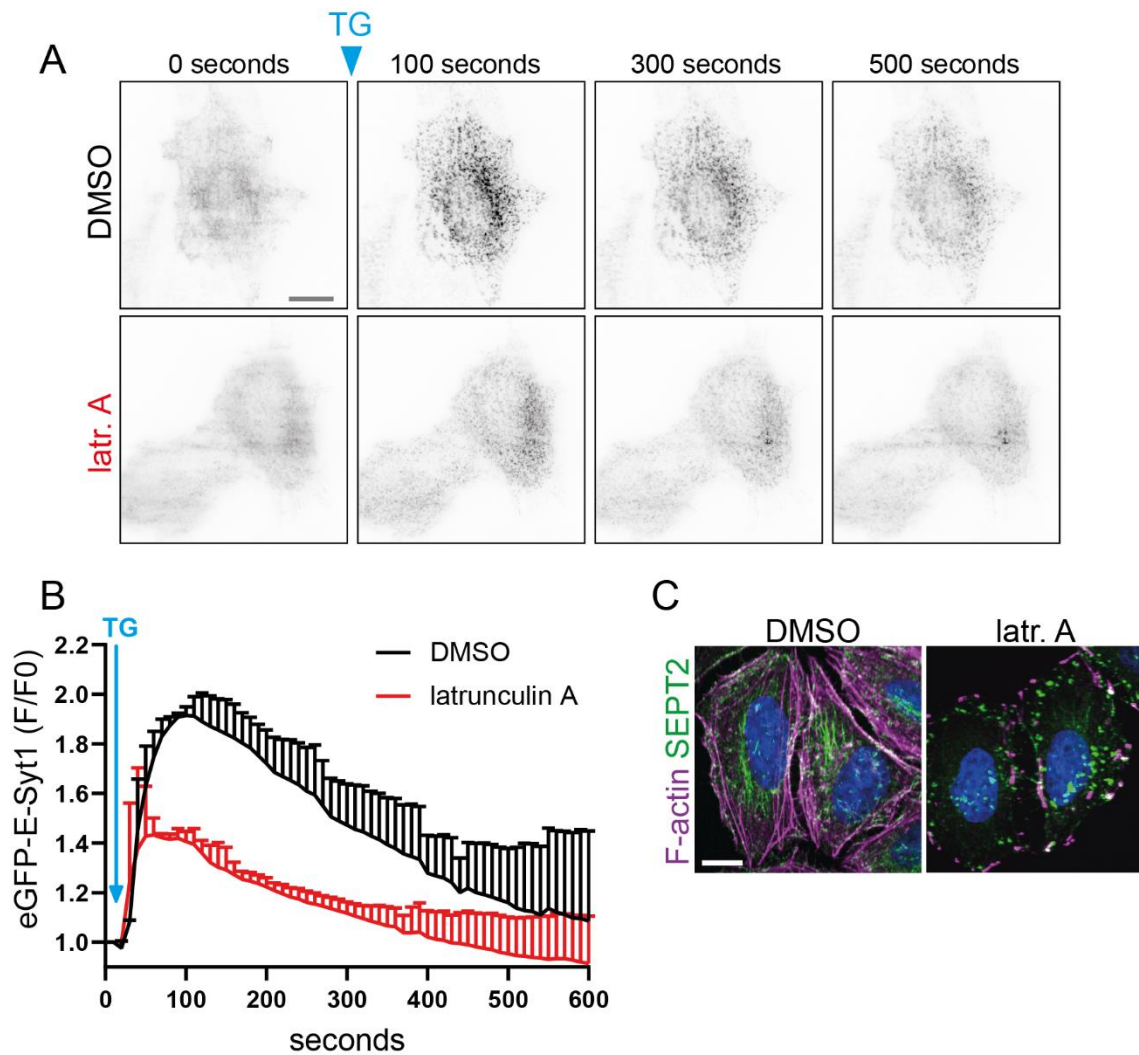 TG
A
0 seconds 100 seconds 300 seconds 500 seconds
DMSO
latr. A
B
TG
DMSO
latrunculin A
eGFP-E-Syt1 (F/F0)
2.2
2.0
1.8
1.6
1.4
1.2
1.0
0 100 200 300 400 500 600
seconds
C
DMSO latr. A
F-actin SEPT2